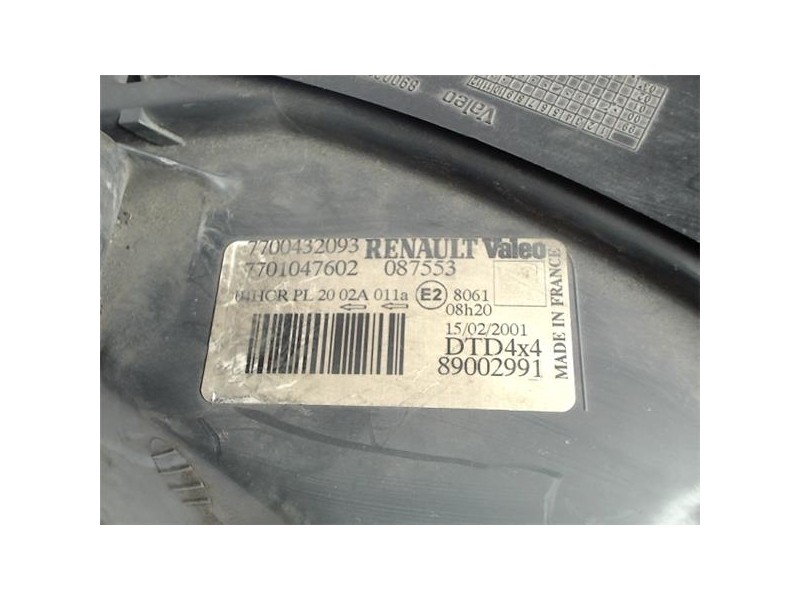 Valeo
7700432093 RENAULT Valeo
7701047602 087553
04HCR PL 20 02A 011a E2 8061
08h20
15/02/2001
DTD4x4
89002991
MADE IN FRANCE